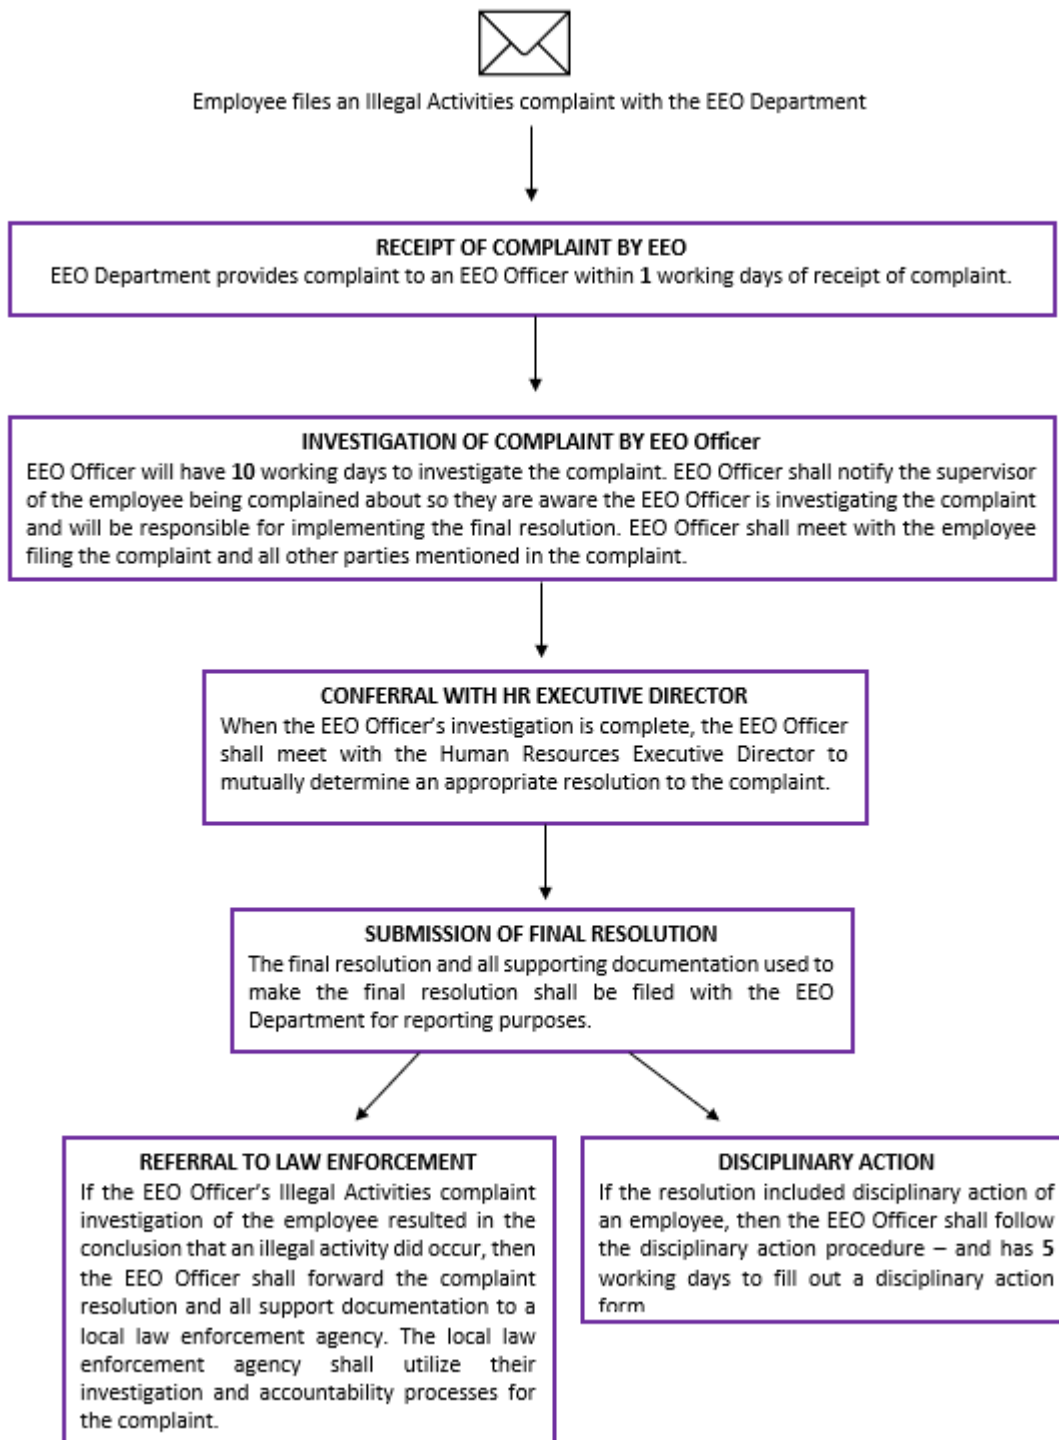 Employee files an Illegal Activities complaint with the EEO Department
RECEIPT OF COMPLAINT BY EEO
EEO Department provides complaint to an EEO Officer within 1 working days of receipt of complaint.
INVESTIGATION OF COMPLAINT BY EEO Officer
EEO Officer will have 10 working days to investigate the complaint. EEO Officer shall notify the supervisor
of the employee being complained about so they are aware the EEO Officer is investigating the complaint
and will be responsible for implementing the final resolution. EEO Officer shall meet with the employee
filing the complaint and all other parties mentioned in the complaint.
CONFERRAL WITH HR EXECUTIVE DIRECTOR
When the EEO Officer’s investigation is complete, the EEO Officer
shall meet with the Human Resources Executive Director to
mutually determine an appropriate resolution to the complaint.
SUBMISSION OF FINAL RESOLUTION
The final resolution and all supporting documentation used to
make the final resolution shall be filed with the EEO
Department for reporting purposes.
REFERRAL TO LAW ENFORCEMENT
If the EEO Officer’s Illegal Activities complaint
investigation of the employee resulted in the
conclusion that an illegal activity did occur, then
the EEO Officer shall forward the complaint
resolution and all support documentation to a
local law enforcement agency. The local law
enforcement agency shall utilize their
investigation and accountability processes for
the complaint.
DISCIPLINARY ACTION
If the resolution included disciplinary action of
an employee, then the EEO Officer shall follow
the disciplinary action procedure – and has 5
working days to fill out a disciplinary action
form